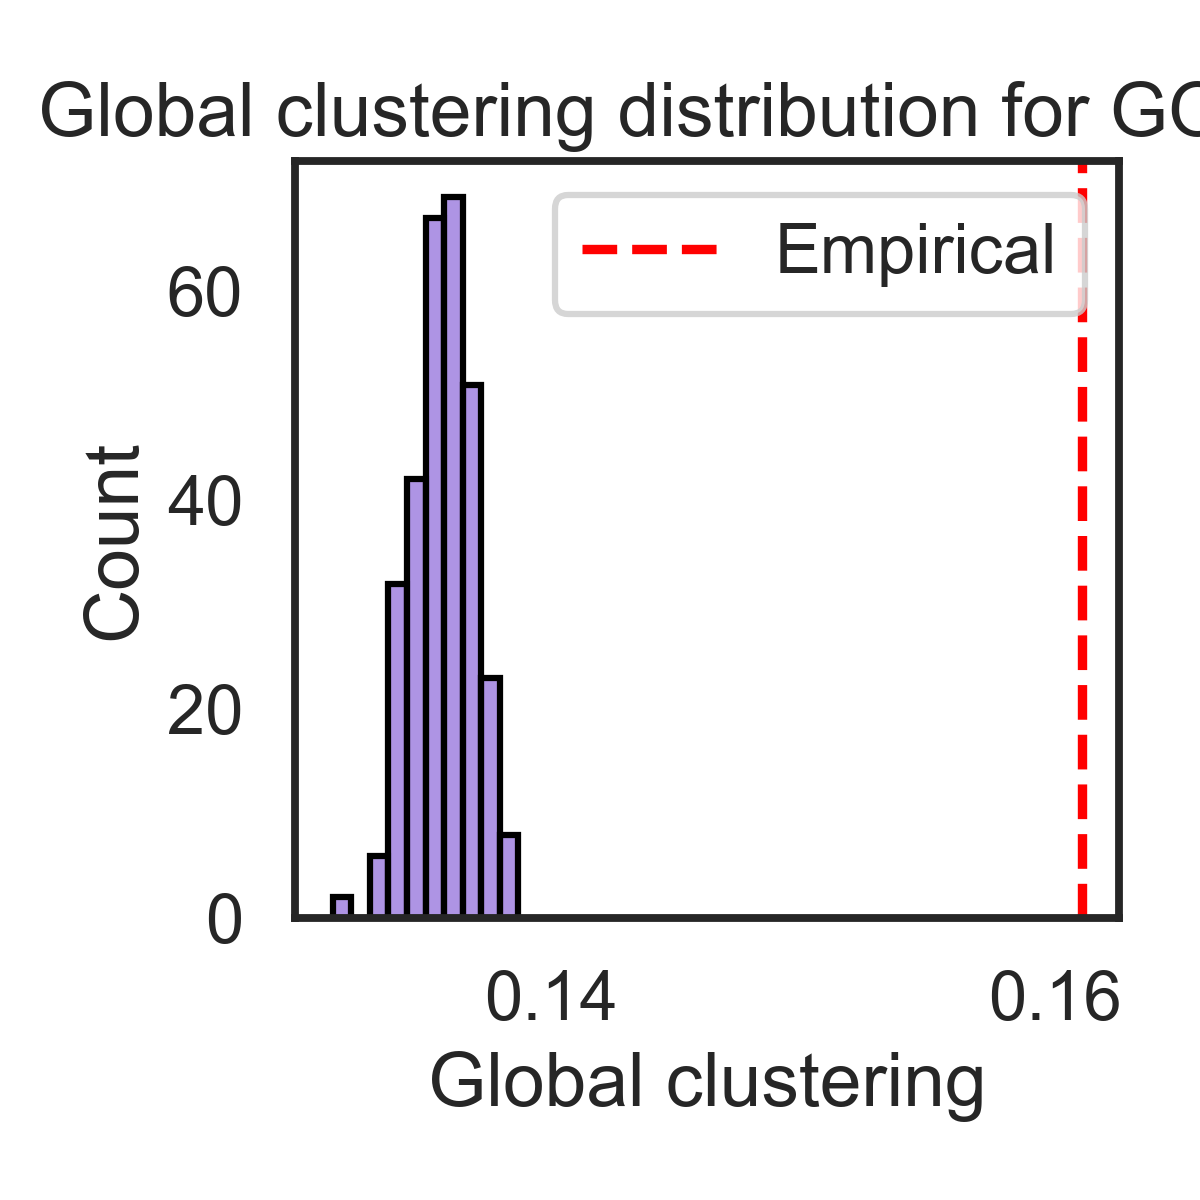 Global clustering distribution for GC
Empirical
60
40
20
0
Count
0.14 0.16
Global clustering